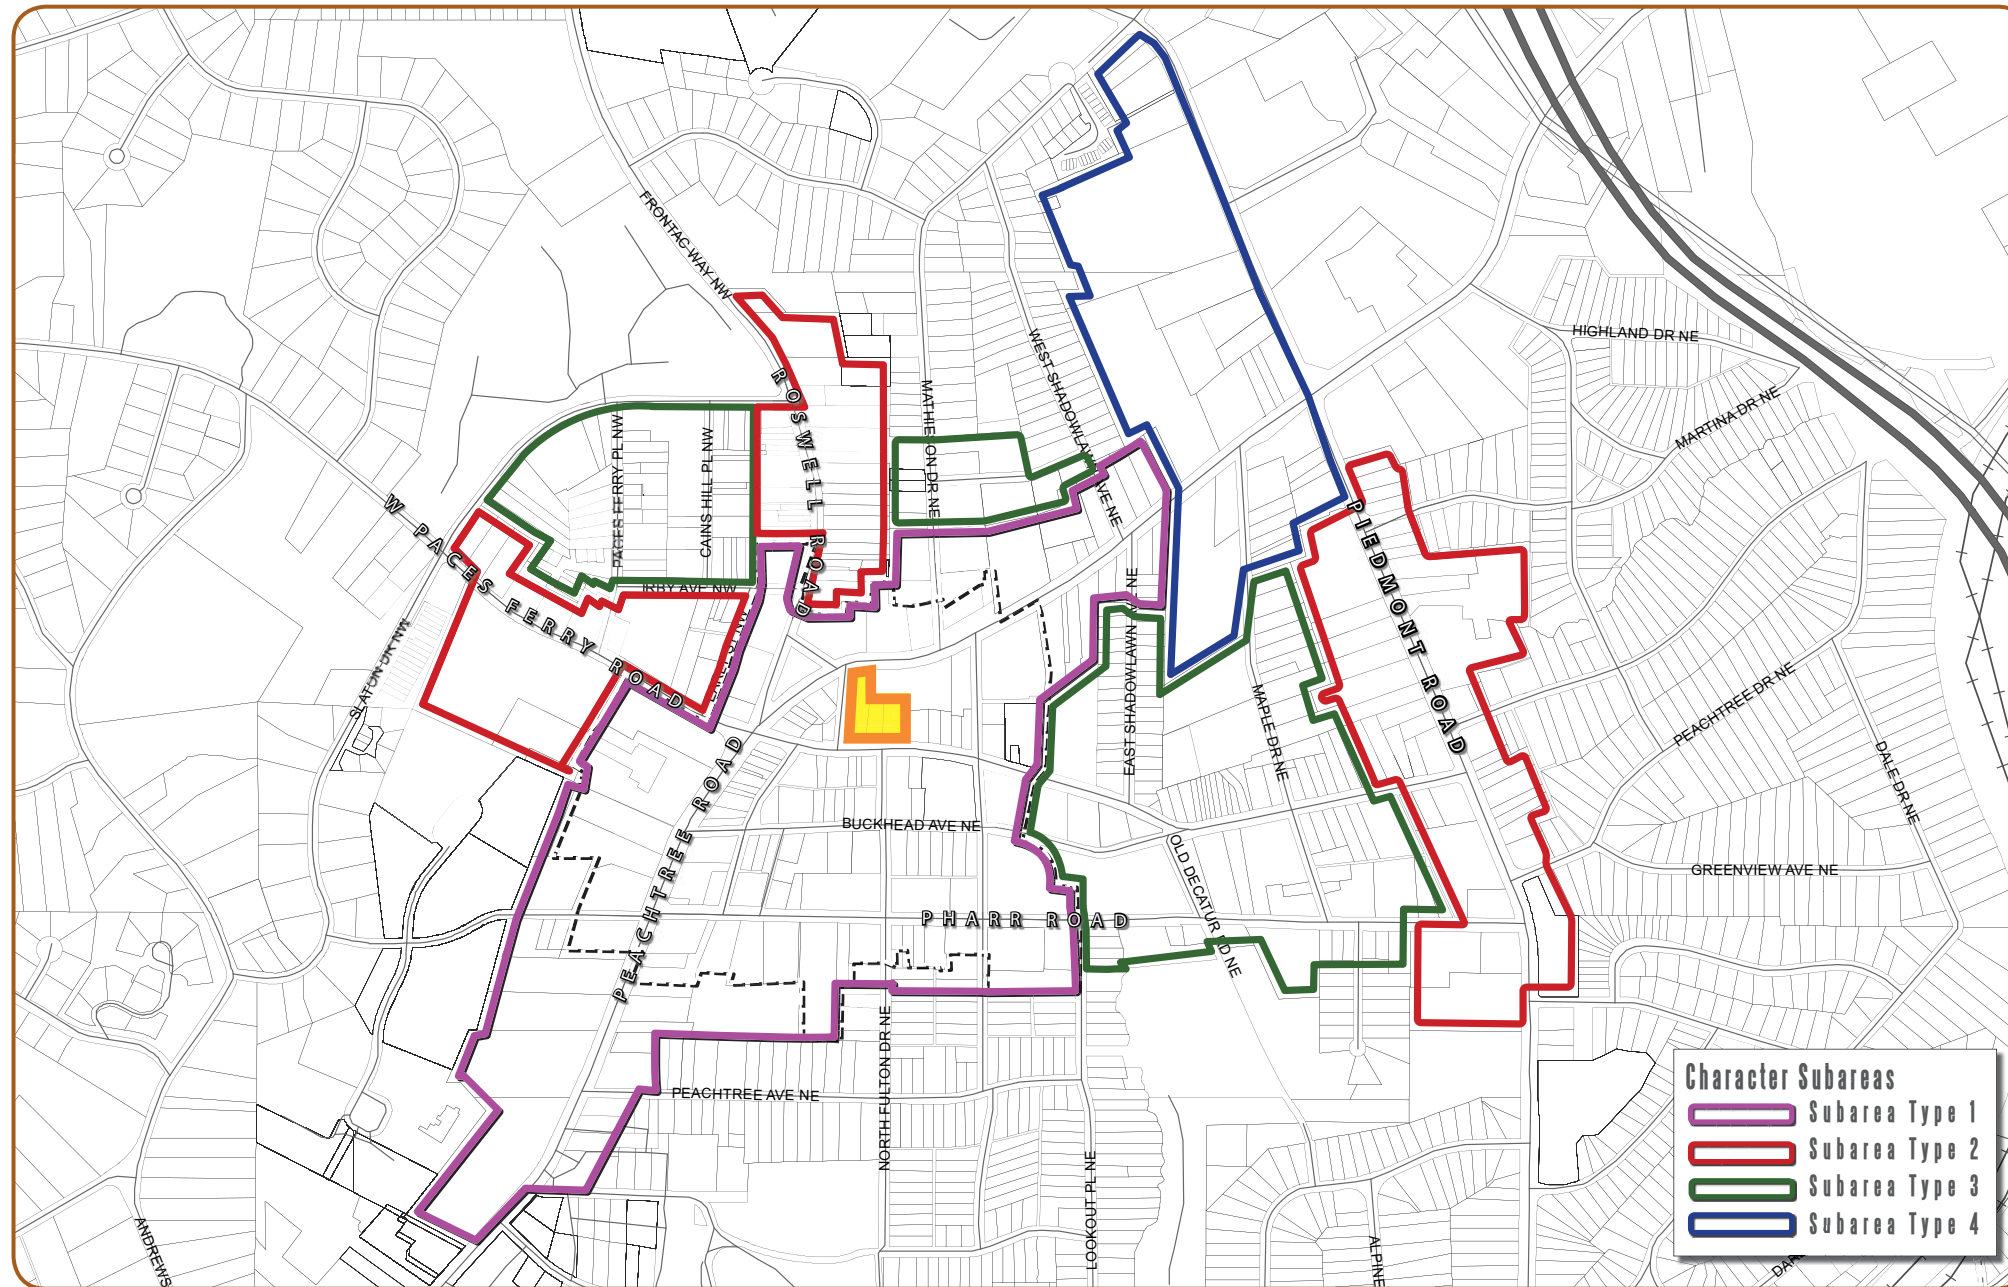 FRONTAC WAY NW
HIGHLAND DR NE
WEST SHADOWLAWN AVE NE
MATHIESON DR NE
ROSWELL ROAD
MARTINA DR NE
PACES FERRY PL NW
CAINS HILL PL NW
W PACES FERRY ROAD
PIEDMONT ROAD
IRBY AVE NW
SLATON DR NW
EARLY ST NW
EAST SHADOWLAWN AVE NE
MAPLE DR NE
PEACHTREE DR NE
DALE DR NE
PEACHTREE ROAD
BUCKHEAD AVE NE
OLD DECATUR RD NE
GREENVIEW AVE NE
PHARR ROAD
NORTH FULTON DR NE
PEACHTREE AVE NE
LOOKOUT PL NE
ANDREWS
ALPINE
Character Subareas
Subarea Type 1
Subarea Type 2
Subarea Type 3
Subarea Type 4